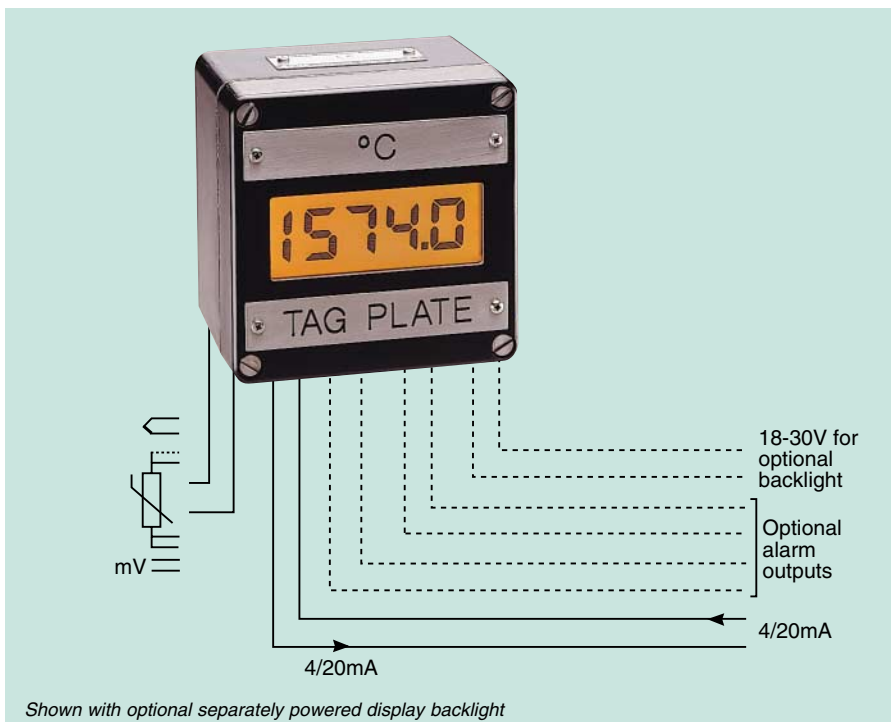 °C
1574.0
TAG PLATE
mV
18-30V for
optional
backlight
Optional
alarm
outputs
4/20mA
4/20mA
Shown with optional separately powered display backlight